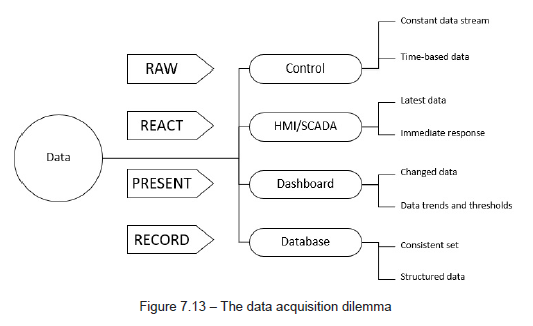 Constant data stream
RAW
Control
Time-based data
Latest data
REACT
HMI/SCADA
Immediate response
Data
Changed data
PRESENT
Dashboard
Data trends and thresholds
RECORD
Database
Consistent set
Structured data
Figure 7.13 – The data acquisition dilemma